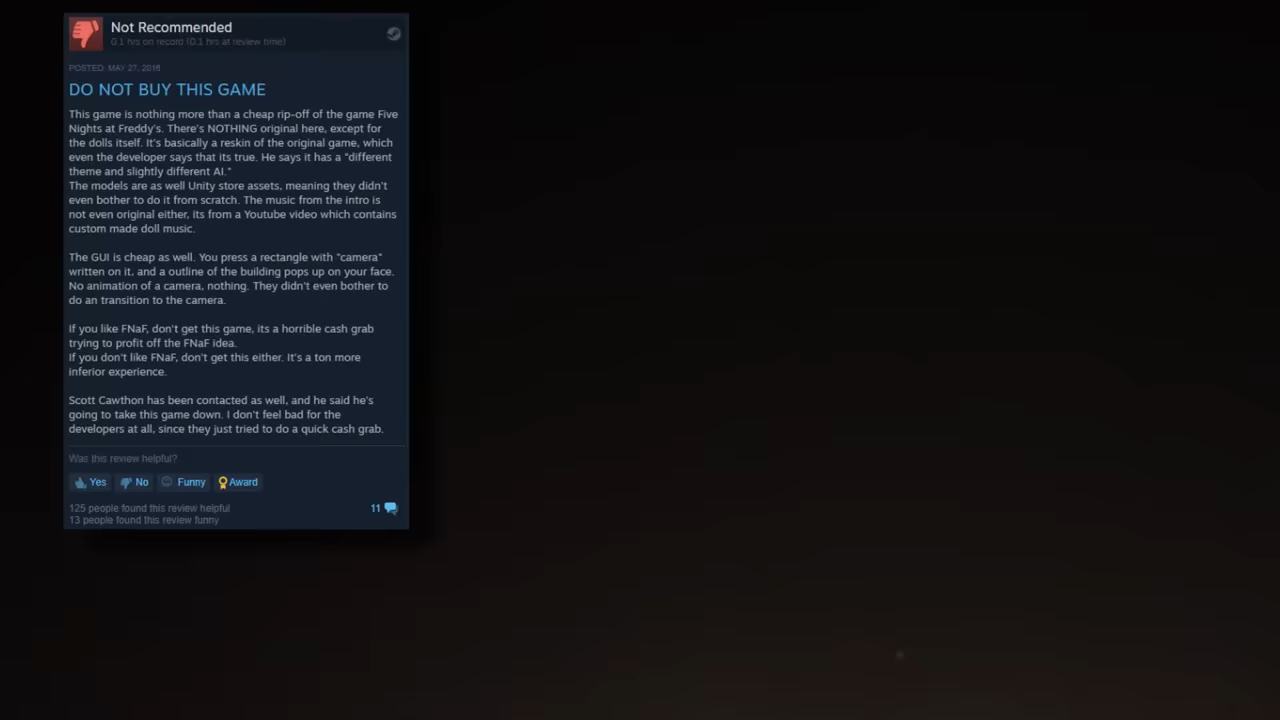 Not Recommended
0.1 hrs on record (0.1 hrs at review time)
POSTED: MAY 27, 2016
DO NOT BUY THIS GAME
This game is nothing more than a cheap rip-off of the game Five
Nights at Freddy's. There's NOTHING original here, except for
the dolls itself. It's basically a reskin of the original game, which
even the developer says that its true. He says it has a "different
theme and slightly different AI."
The models are as well Unity store assets, meaning they didn't
even bother to do it from scratch. The music from the intro is
not even original either, its from a Youtube video which contains
custom made doll music.
The GUI is cheap as well. You press a rectangle with "camera"
written on it, and a outline of the building pops up on your face.
No animation of a camera, nothing. They didn't even bother to
do an transition to the camera.
If you like FNaF, don't get this game, its a horrible cash grab
trying to profit off the FNaF idea.
If you don't like FNaF, don't get this either. It's a ton more
inferior experience.
Scott Cawthon has been contacted as well, and he said he's
going to take this game down. I don't feel bad for the
developers at all, since they just tried to do a quick cash grab.
Was this review helpful?
Yes No Funny Award
125 people found this review helpful 11
13 people found this review funny